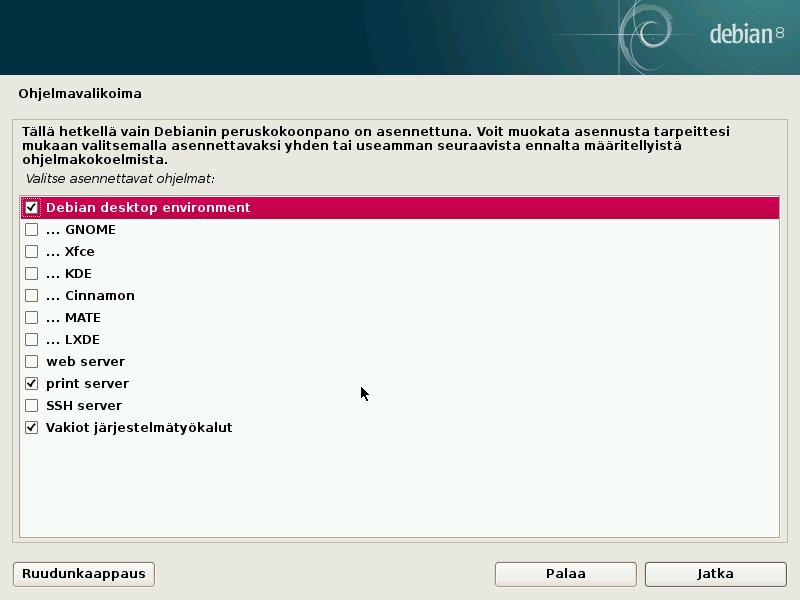 debian 8
Ohjelmavalikoima
Tällä hetkellä vain Debianin peruskokoonpano on asennettuna. Voit muokata asennusta tarpeittesi
mukaan valitsemalla asennettavaksi yhden tai useamman seuraavista ennalta määritellyistä
ohjelmakokoelmista.
Valitse asennettavat ohjelmat:
Debian desktop environment
... GNOME
... Xfce
... KDE
... Cinnamon
... MATE
... LXDE
web server
print server
SSH server
Vakiot järjestelmätyökalut
Ruudunkaappaus
Palaa
Jatka